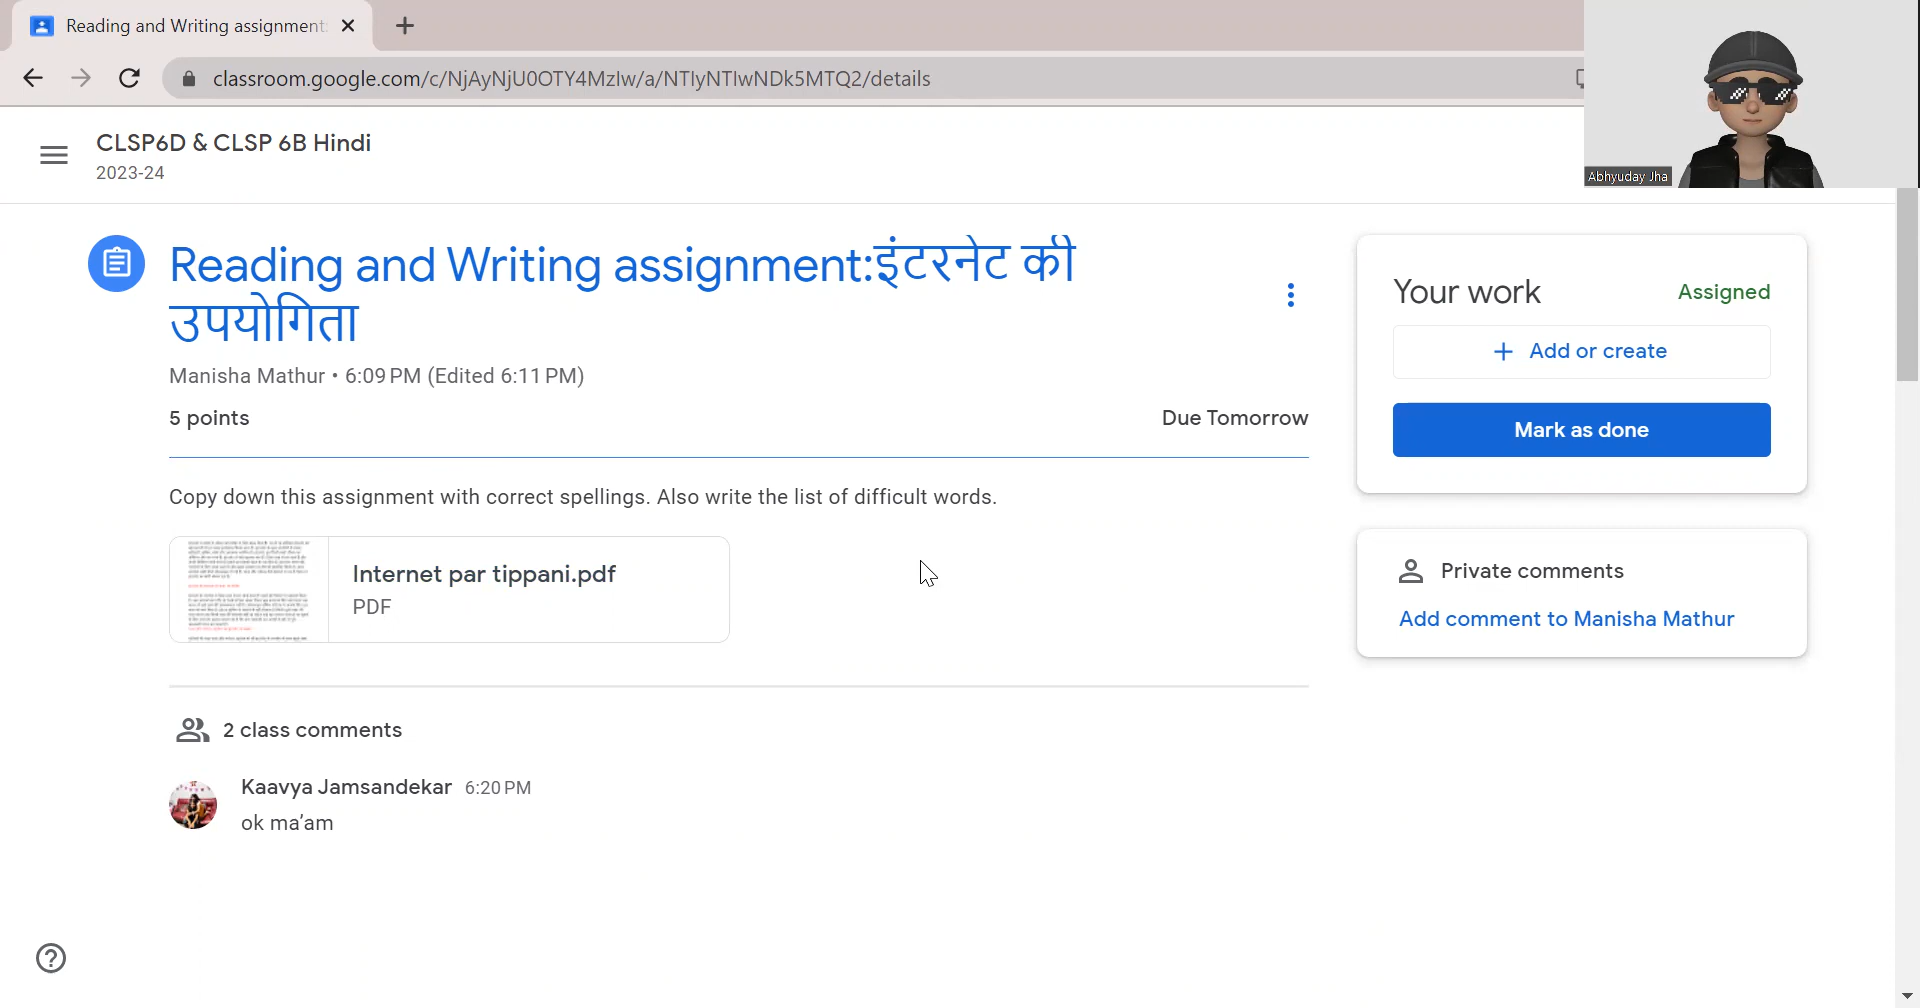 Reading and Writing assignment:
classroom.google.com/c/NjAyNjU0OTY4MzIw/a/NTIyNTIwNDk5MTQ2/details
CLSP6D & CLSP 6B Hindi
2023-24
Abhyuday Jha
Reading and Writing assignment:इंटरनेट की
उपयोगिता
Manisha Mathur • 6:09 PM (Edited 6:11 PM)
5 points
Due Tomorrow
Copy down this assignment with correct spellings. Also write the list of difficult words.
Internet par tippani.pdf
PDF
2 class comments
Kaavya Jamsandekar 6:20 PM
ok ma’am
Your work
Assigned
+ Add or create
Mark as done
Private comments
Add comment to Manisha Mathur